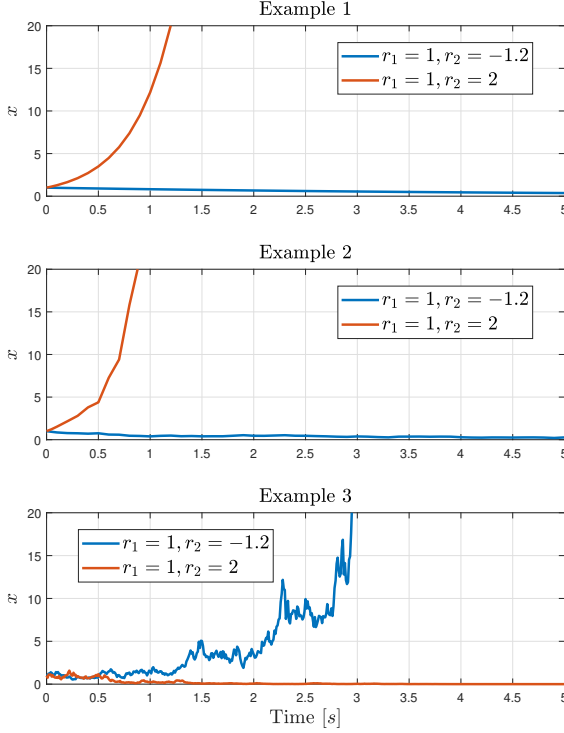 Example 1
20
15
10
5
0
x
r₁ = 1, r₂ = −1.2
r₁ = 1, r₂ = 2
0 0.5 1 1.5 2 2.5 3 3.5 4 4.5 5
Example 2
20
15
10
5
0
x
r₁ = 1, r₂ = −1.2
r₁ = 1, r₂ = 2
0 0.5 1 1.5 2 2.5 3 3.5 4 4.5 5
Example 3
20
15
10
5
0
x
r₁ = 1, r₂ = −1.2
r₁ = 1, r₂ = 2
0 0.5 1 1.5 2 2.5 3 3.5 4 4.5 5
Time [s]